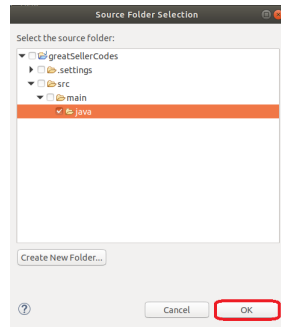 Source Folder Selection
Select the source folder:
greatSellerCodes
.settings
src
main
java
Create New Folder...
Cancel
OK